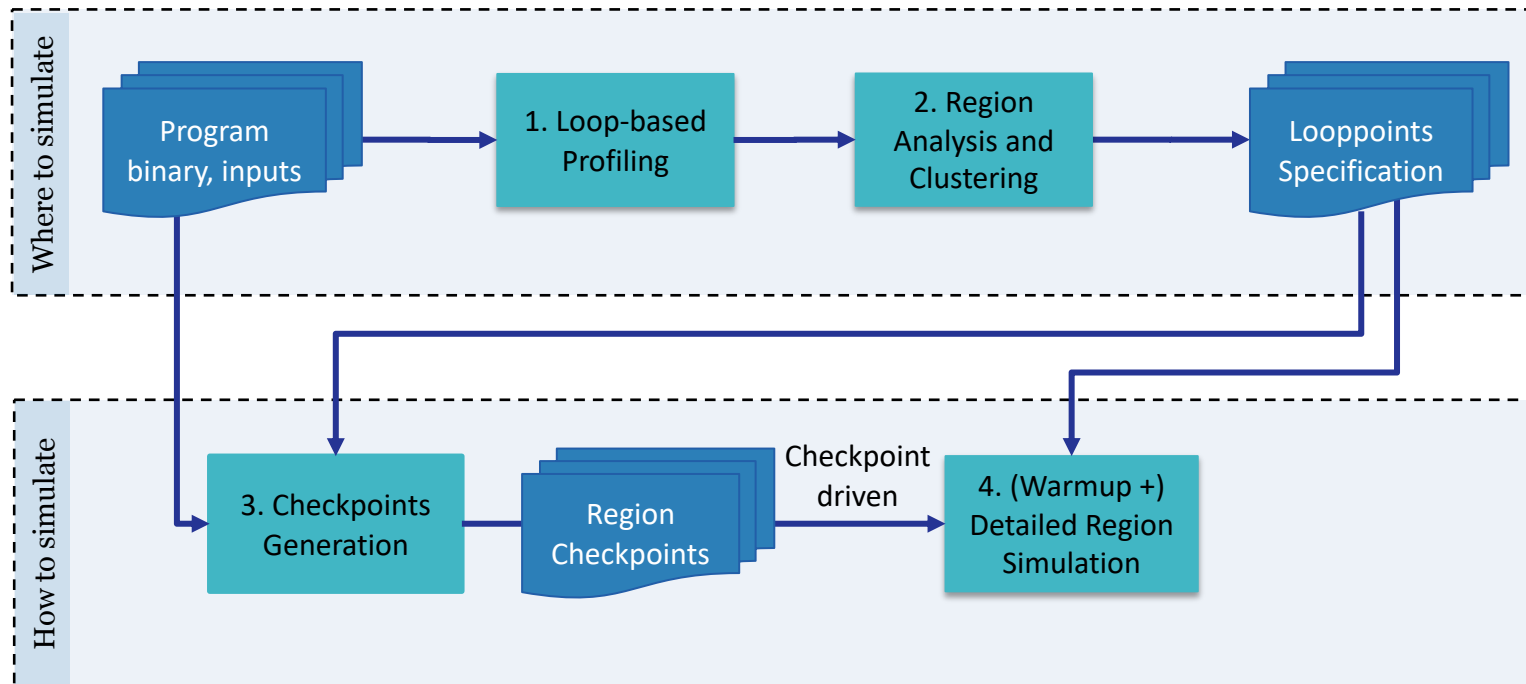 Where to simulate
Program
binary, inputs
1. Loop-based
Profiling
2. Region
Analysis and
Clustering
Looppoints
Specification
How to simulate
3. Checkpoints
Generation
Region
Checkpoints
Checkpoint
driven
4. (Warmup +)
Detailed Region
Simulation